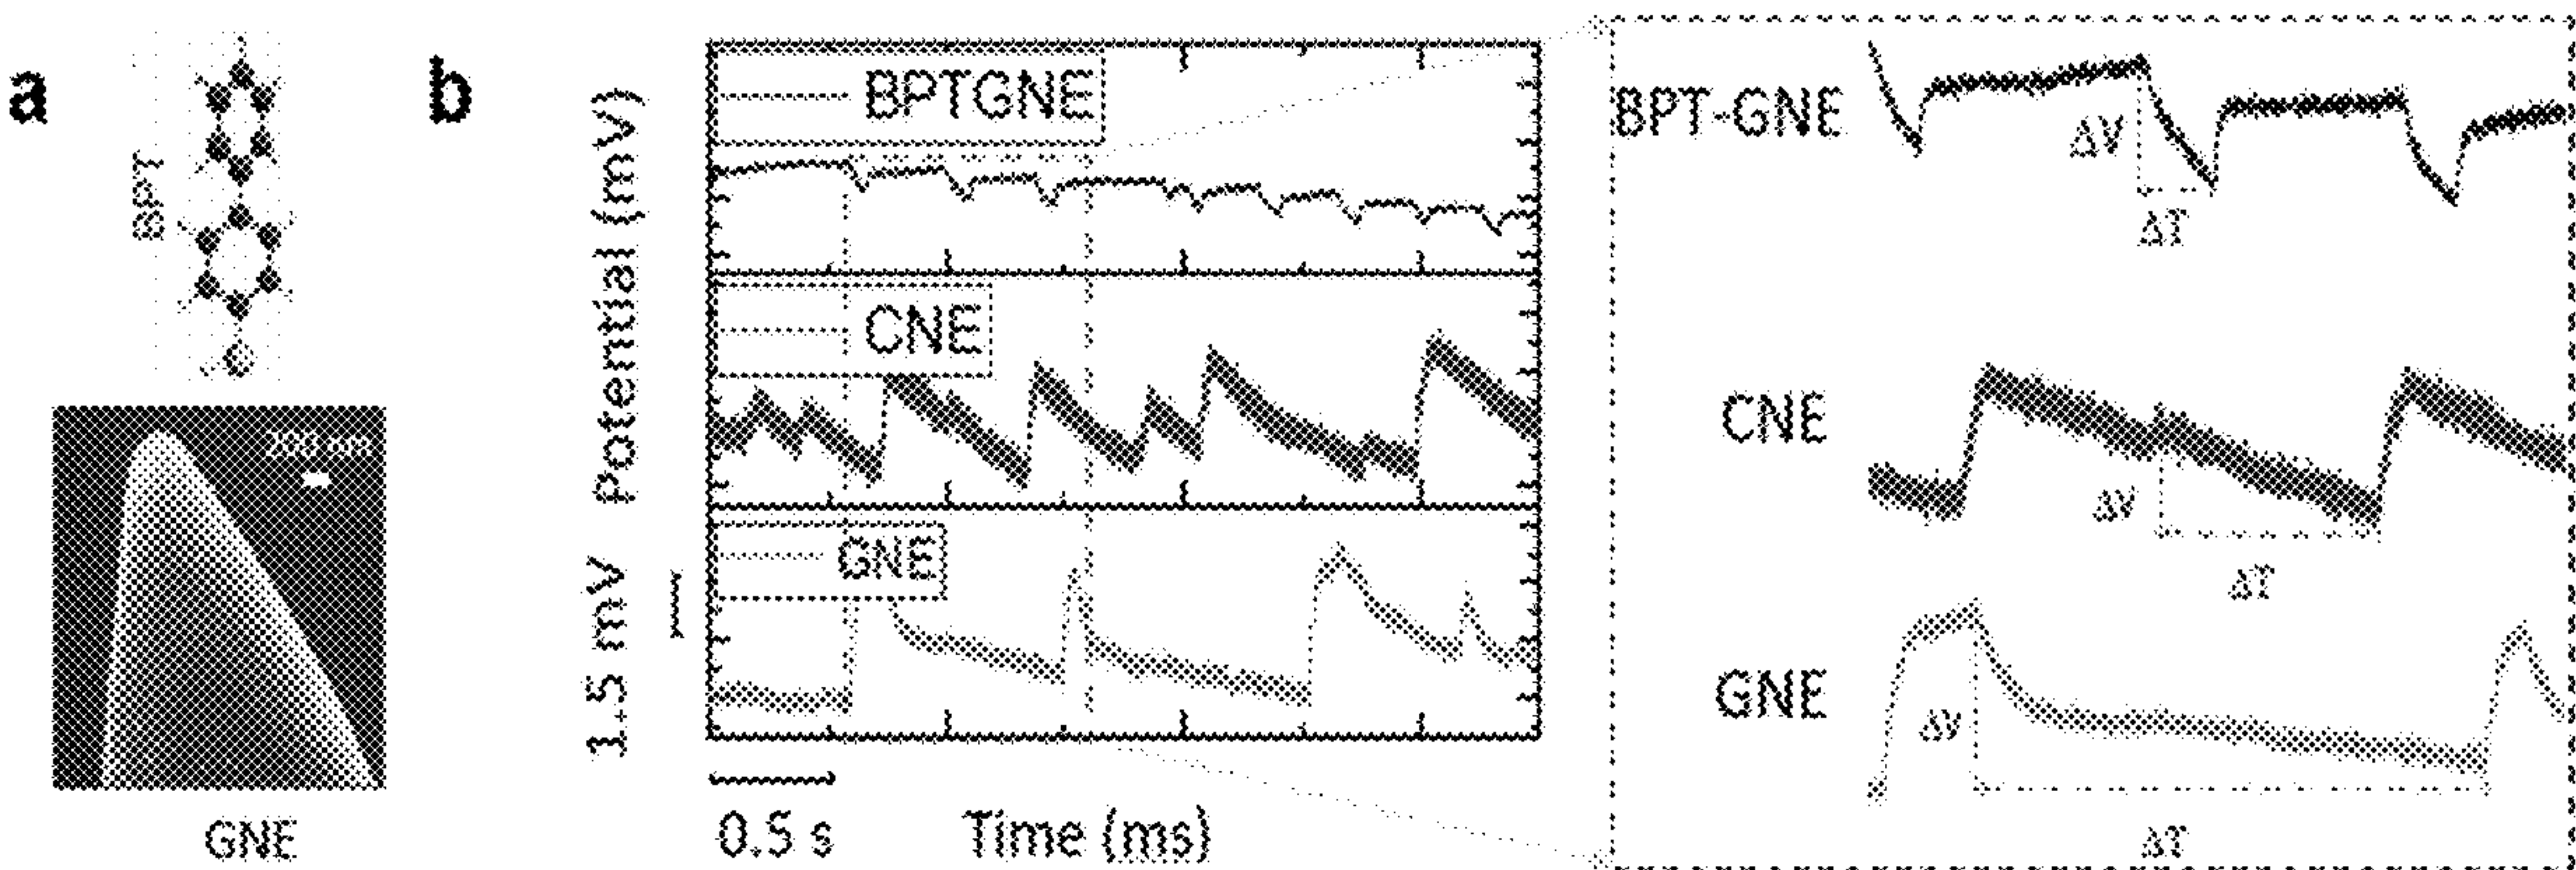 a
BPT
200 nm
GNE
b
Potential (mV)
1.5 mV
BPTGNE
CNE
GNE
0.5 s
Time (ms)
BPT-GNE
ΔV
ΔT
CNE
ΔV
ΔT
GNE
ΔV
ΔT